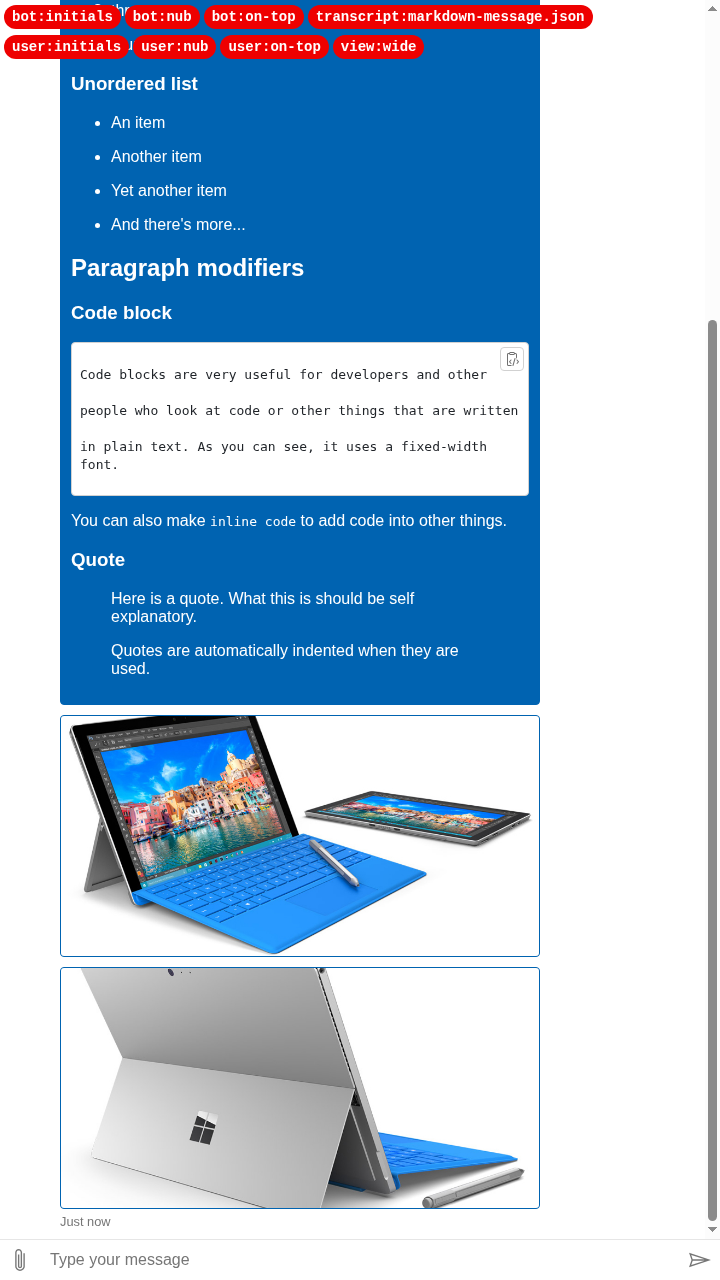 bot:initials bot:nub bot:on-top transcript:markdown-message.json
user:initials user:nub user:on-top view:wide
Unordered list
An item
Another item
Yet another item
And there's more...
Paragraph modifiers
Code block
Code blocks are very useful for developers and other
people who look at code or other things that are written
in plain text. As you can see, it uses a fixed-width
font.
You can also make inline code to add code into other things.
Quote
Here is a quote. What this is should be self
explanatory.
Quotes are automatically indented when they are
used.
Just now
Type your message